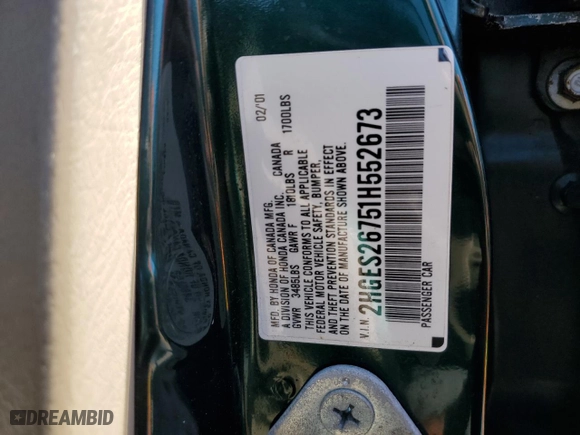 MFD. BY HONDA OF CANADA MFG. 02/'01
A DIVISION OF HONDA CANADA INC. CANADA
GVWR 3485LBS GAWR F 1810LBS R 1700LBS
THIS VEHICLE CONFORMS TO ALL APPLICABLE
FEDERAL MOTOR VEHICLE SAFETY, BUMPER,
AND THEFT PREVENTION STANDARDS IN EFFECT
ON THE DATE OF MANUFACTURE SHOWN ABOVE.
V.I.N. 2HGES26751H552673
PASSENGER CAR
DREAMBID